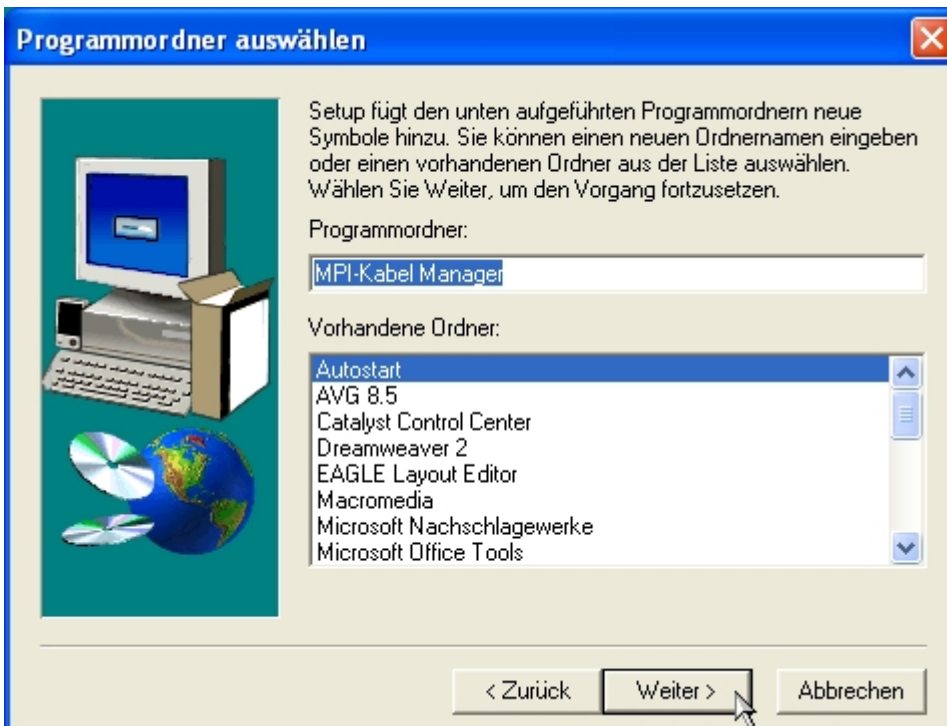 Programmordner auswählen
Setup fügt den unten aufgeführten Programmordnern neue
Symbole hinzu. Sie können einen neuen Ordnernamen eingeben
oder einen vorhandenen Ordner aus der Liste auswählen.
Wählen Sie Weiter, um den Vorgang fortzusetzen.
Programmordner:
MPI-Kabel Manager
Vorhandene Ordner:
Autostart
AVG 8.5
Catalyst Control Center
Dreamweaver 2
EAGLE Layout Editor
Macromedia
Microsoft Nachschlagewerke
Microsoft Office Tools
< Zurück
Weiter >
Abbrechen